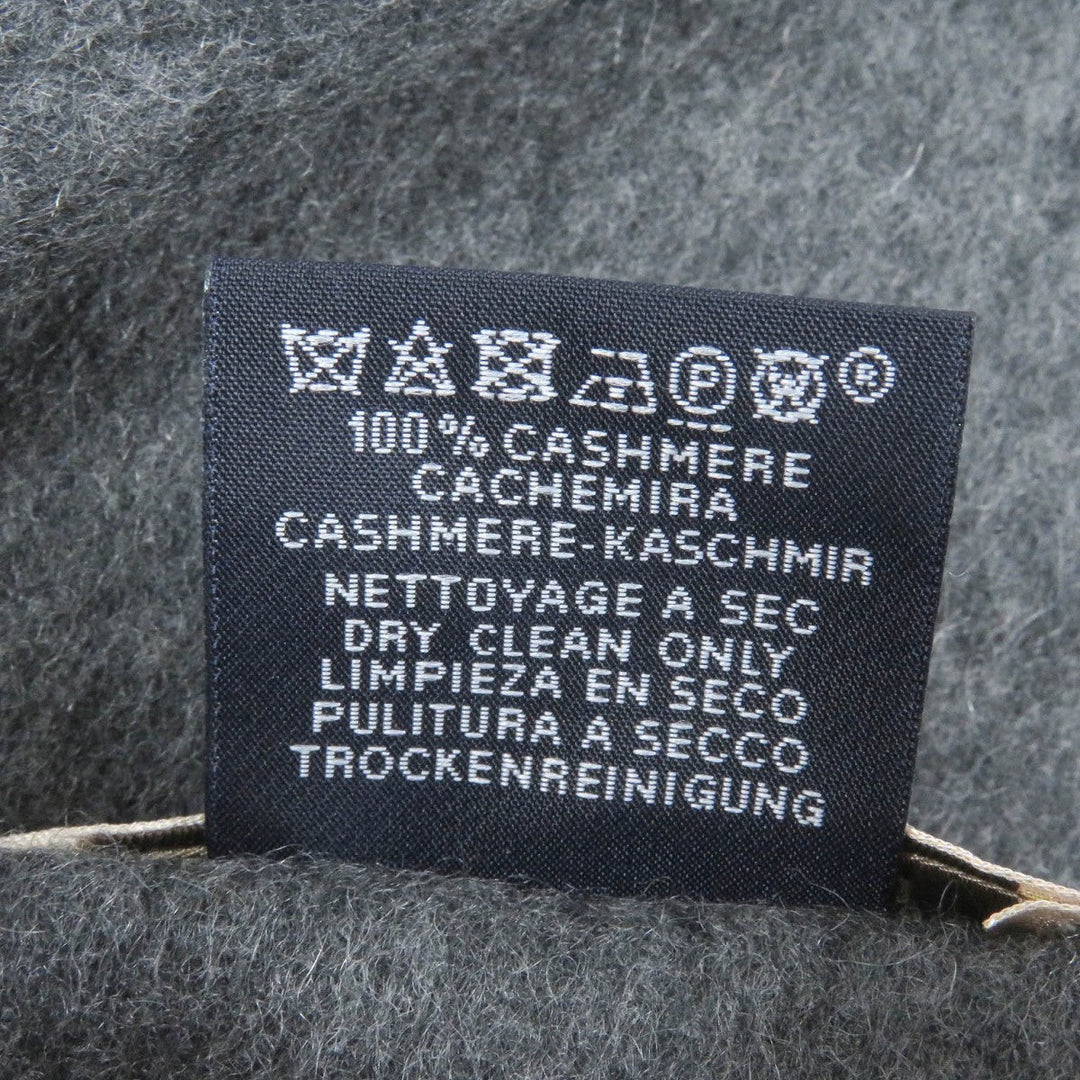 P W ®
100% CASHMERE
CACHEMIRA
CASHMERE-KASCHMIR
NETTOYAGE A SEC
DRY CLEAN ONLY
LIMPIEZA EN SECO
PULITURA A SECCO
TROCKENREINIGUNG